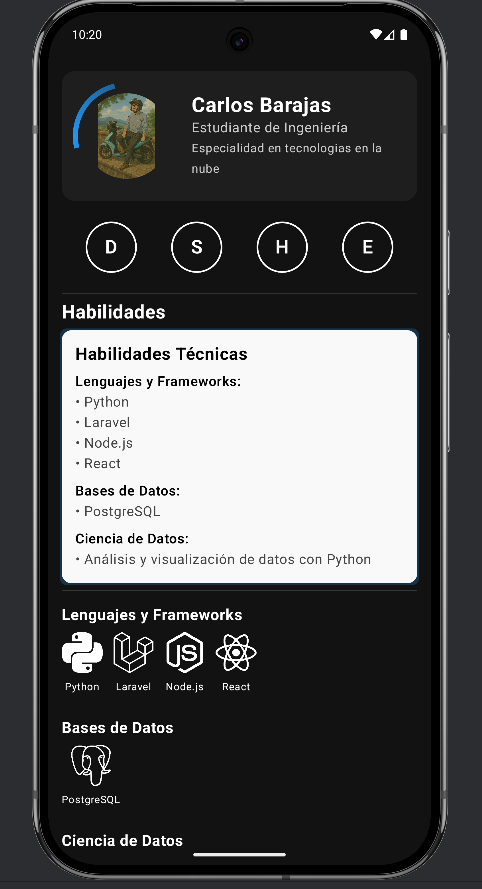 10:20
Carlos Barajas
Estudiante de Ingeniería
Especialidad en tecnologias en la
nube
D S H E
Habilidades
Habilidades Técnicas
Lenguajes y Frameworks:
• Python
• Laravel
• Node.js
• React
Bases de Datos:
• PostgreSQL
Ciencia de Datos:
• Análisis y visualización de datos con Python
Lenguajes y Frameworks
JS
Python Laravel Node.js React
Bases de Datos
PostgreSQL
Ciencia de Datos